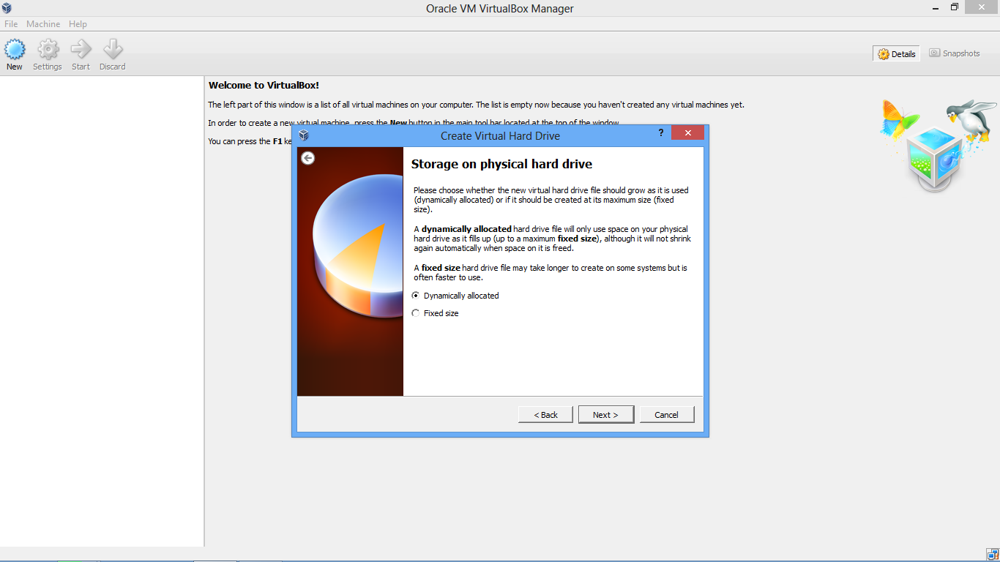 Oracle VM VirtualBox Manager
File Machine Help
New Settings Start Discard
Details Snapshots
Welcome to VirtualBox!
The left part of this window is a list of all virtual machines on your computer. The list is empty now because you haven't created any virtual machines yet.
In order to create a new virtual machine, press the New button in the main tool bar located at the top of the window.
You can press the F1 ke
Create Virtual Hard Drive
?
Storage on physical hard drive
Please choose whether the new virtual hard drive file should grow as it is used
(dynamically allocated) or if it should be created at its maximum size (fixed
size).
A dynamically allocated hard drive file will only use space on your physical
hard drive as it fills up (up to a maximum fixed size), although it will not shrink
again automatically when space on it is freed.
A fixed size hard drive file may take longer to create on some systems but is
often faster to use.
Dynamically allocated
Fixed size
< Back Next > Cancel